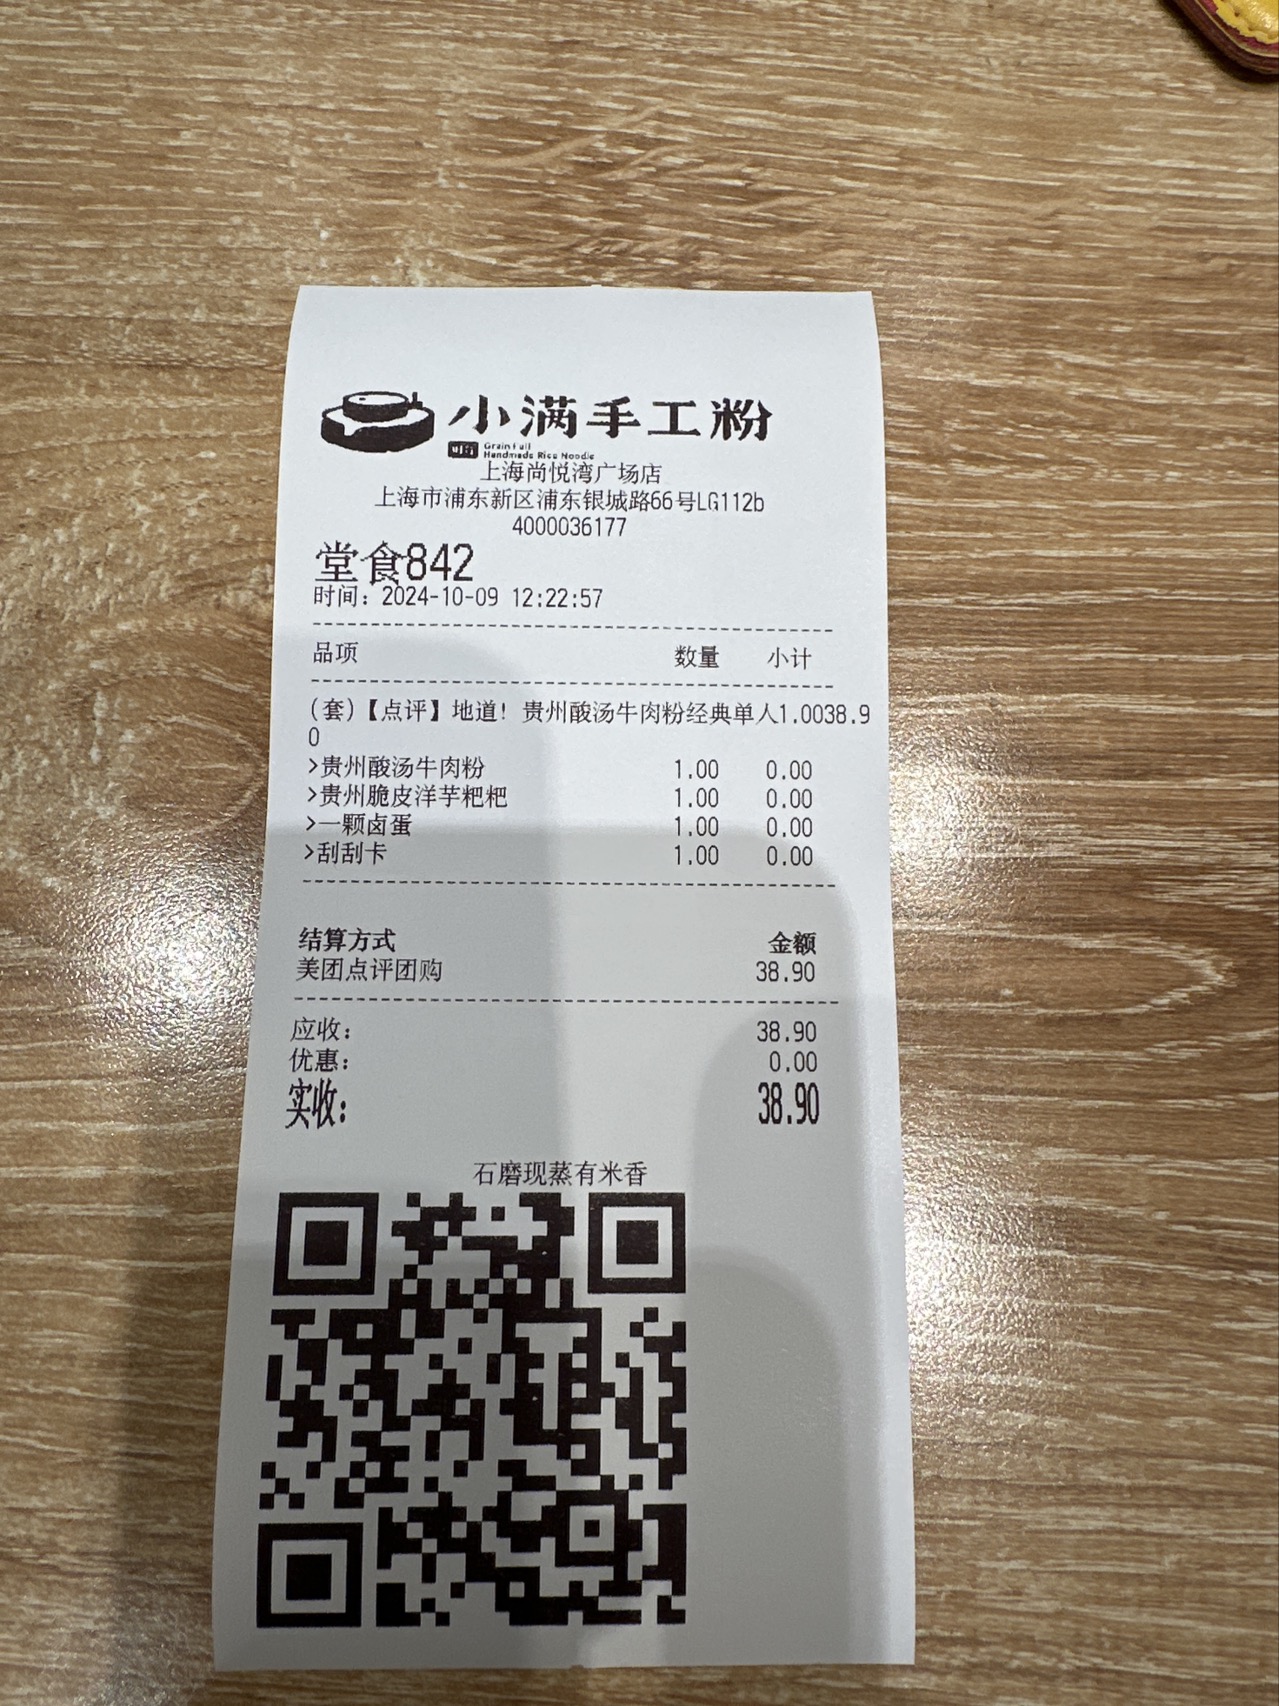 小满手工粉
Grain Full
Handmade Rice Noodle
上海尚悦湾广场店
上海市浦东新区浦东银城路66号LG112b
4000036177
堂食842
时间：2024-10-09 12:22:57
品项 数量 小计
(套)【点评】地道！贵州酸汤牛肉粉经典单人1.0038.9
0
>贵州酸汤牛肉粉 1.00 0.00
>贵州脆皮洋芋粑粑 1.00 0.00
>一颗卤蛋 1.00 0.00
>刮刮卡 1.00 0.00
结算方式 金额
美团点评团购 38.90
应收： 38.90
优惠： 0.00
实收： 38.90
石磨现蒸有米香